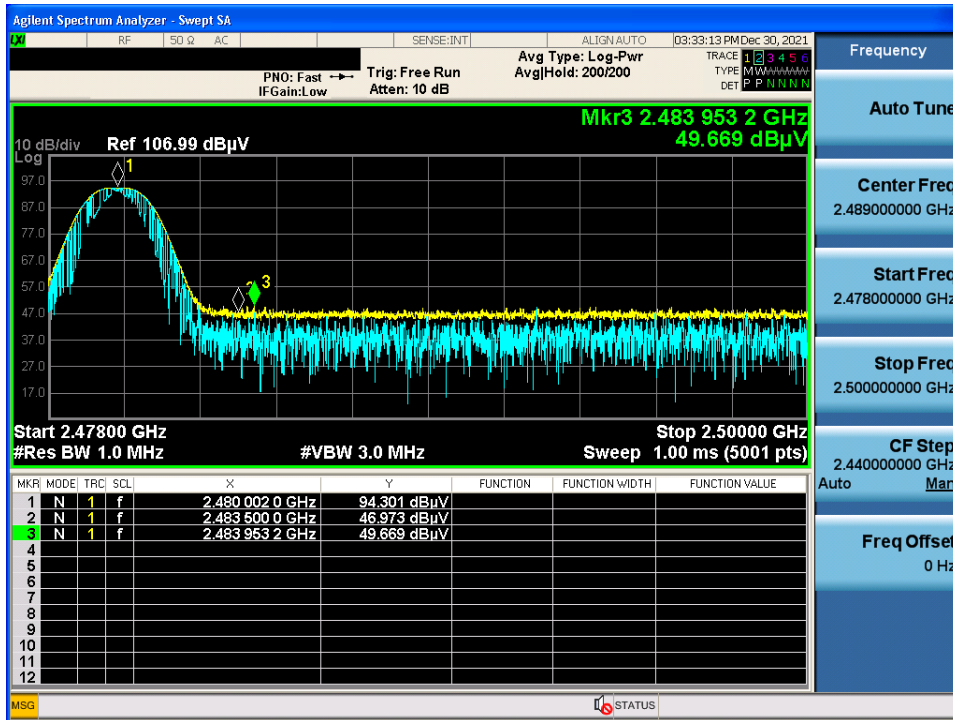 Agilent Spectrum Analyzer - Swept SA
LXI RF 50 Ω AC SENSE:INT ALIGN AUTO 03:33:13 PM Dec 30, 2021
PNO: Fast Trig: Free Run Avg Type: Log-Pwr TRACE 1 2 3 4 5 6
IFGain:Low Atten: 10 dB Avg|Hold: 200/200 TYPE M W W W W W
DET P P N N N N
Frequency
Auto Tune
Center Freq
2.489000000 GHz
Start Freq
2.478000000 GHz
Stop Freq
2.500000000 GHz
CF Step
2.440000000 GHz
Auto Man
Freq Offset
0 Hz
Mkr3 2.483 953 2 GHz
49.669 dBµV
10 dB/div Ref 106.99 dBµV
Log
97.0
87.0
77.0
67.0
57.0
47.0
37.0
27.0
17.0
1
3
Start 2.47800 GHz Stop 2.50000 GHz
#Res BW 1.0 MHz #VBW 3.0 MHz Sweep 1.00 ms (5001 pts)
MKR MODE TRC SCL X Y FUNCTION FUNCTION WIDTH FUNCTION VALUE
1 N 1 f 2.480 002 0 GHz 94.301 dBµV
2 N 1 f 2.483 500 0 GHz 46.973 dBµV
3 N 1 f 2.483 953 2 GHz 49.669 dBµV
4
5
6
7
8
9
10
11
12
MSG STATUS